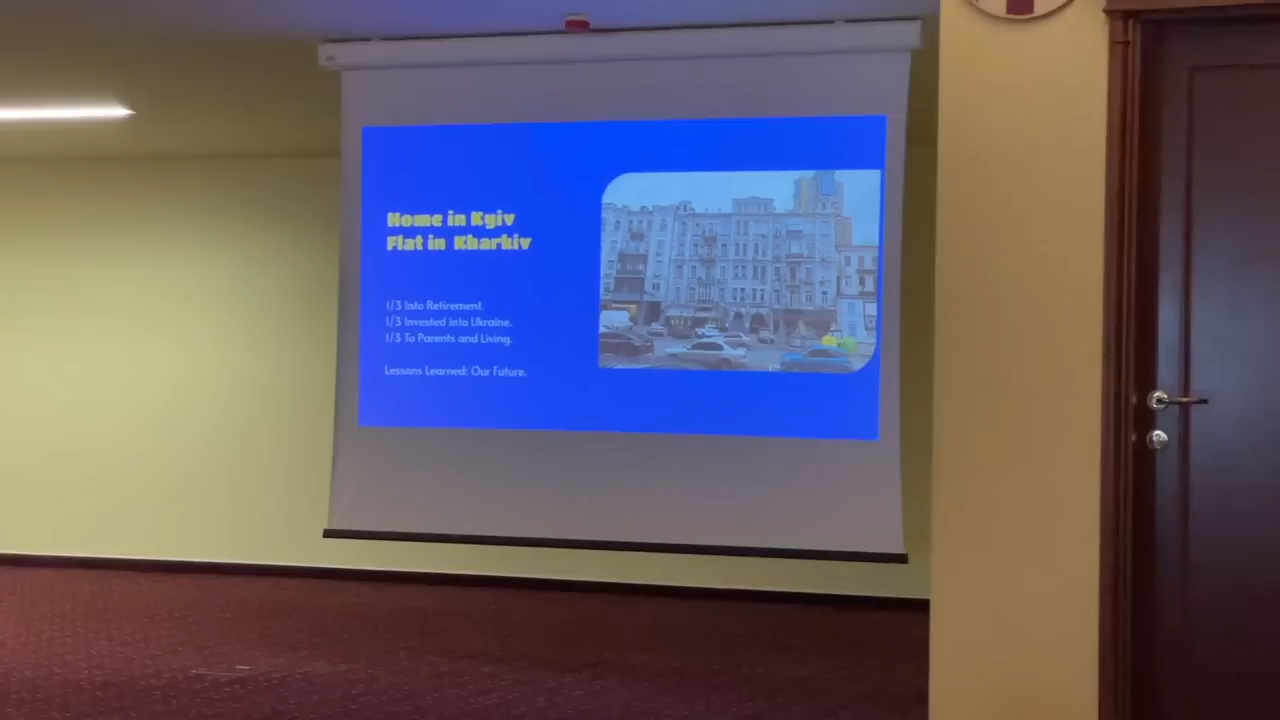 Home in Kyiv
Flat in Kharkiv
1/3 Into Retirement.
1/3 Invested into Ukraine.
1/3 To Parents and Living.
Lessons Learned: Our Future.